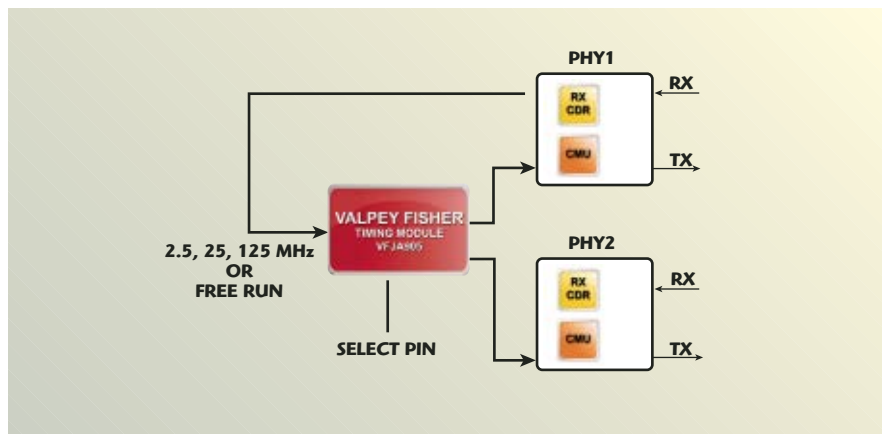 PHY1
RX
RX
CDR
CMU
TX
VALPEY FISHER
TIMING MODULE
VFJA905
2.5, 25, 125 MHz
OR
FREE RUN
SELECT PIN
PHY2
RX
RX
CDR
CMU
TX